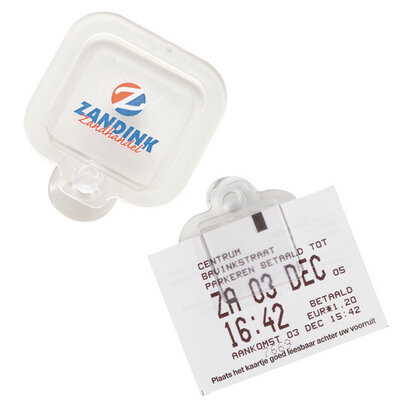 ZANDINK
Zandhandel
CENTRUM
BAVINKSTRAAT
PARKEREN BETAALD TOT
ZA 03 DEC 05
16:42
BETAALD
EUR*1.20
AANKOMST 03 DEC 15:42
7669
Plaats het kaartje goed leesbaar achter uw voorruit